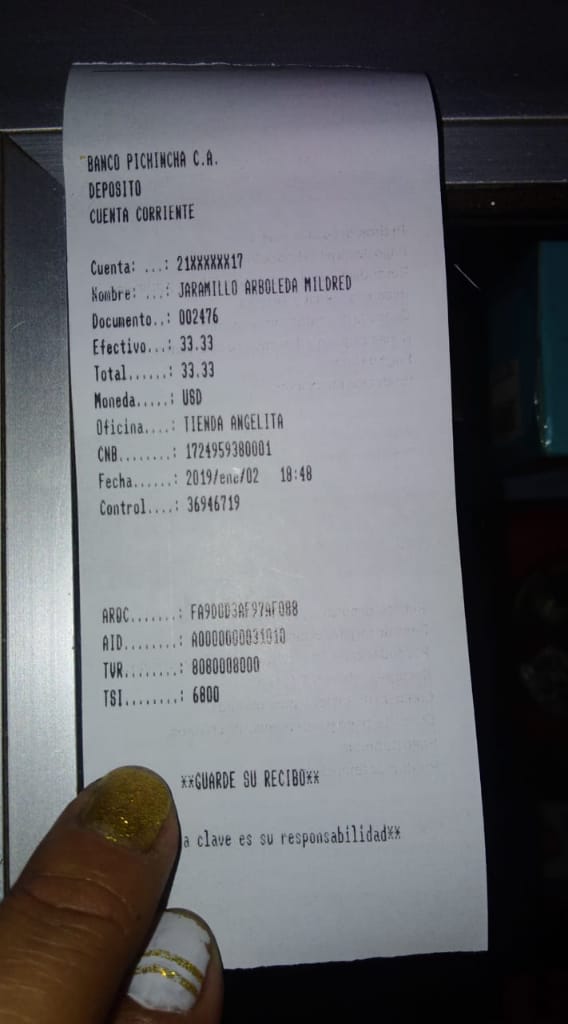 BANCO PICHINCHA C.A.
DEPOSITO
CUENTA CORRIENTE
Cuenta: ...: 21XXXXXX17
Nombre: ...: JARAMILLO ARBOLEDA MILDRED
Documento..: 002476
Efectivo...: 33.33
Total......: 33.33
Moneda.....: USD
Oficina....: TIENDA ANGELITA
CNB........: 1724959380001
Fecha......: 2019/ene/02 18:48
Control....: 36946719
ARQC.......: FA90DD3AF97AF088
AID........: A0000000031010
TVR........: 8080008000
TSI........: 6800
**GUARDE SU RECIBO**
a clave es su responsabilidad**